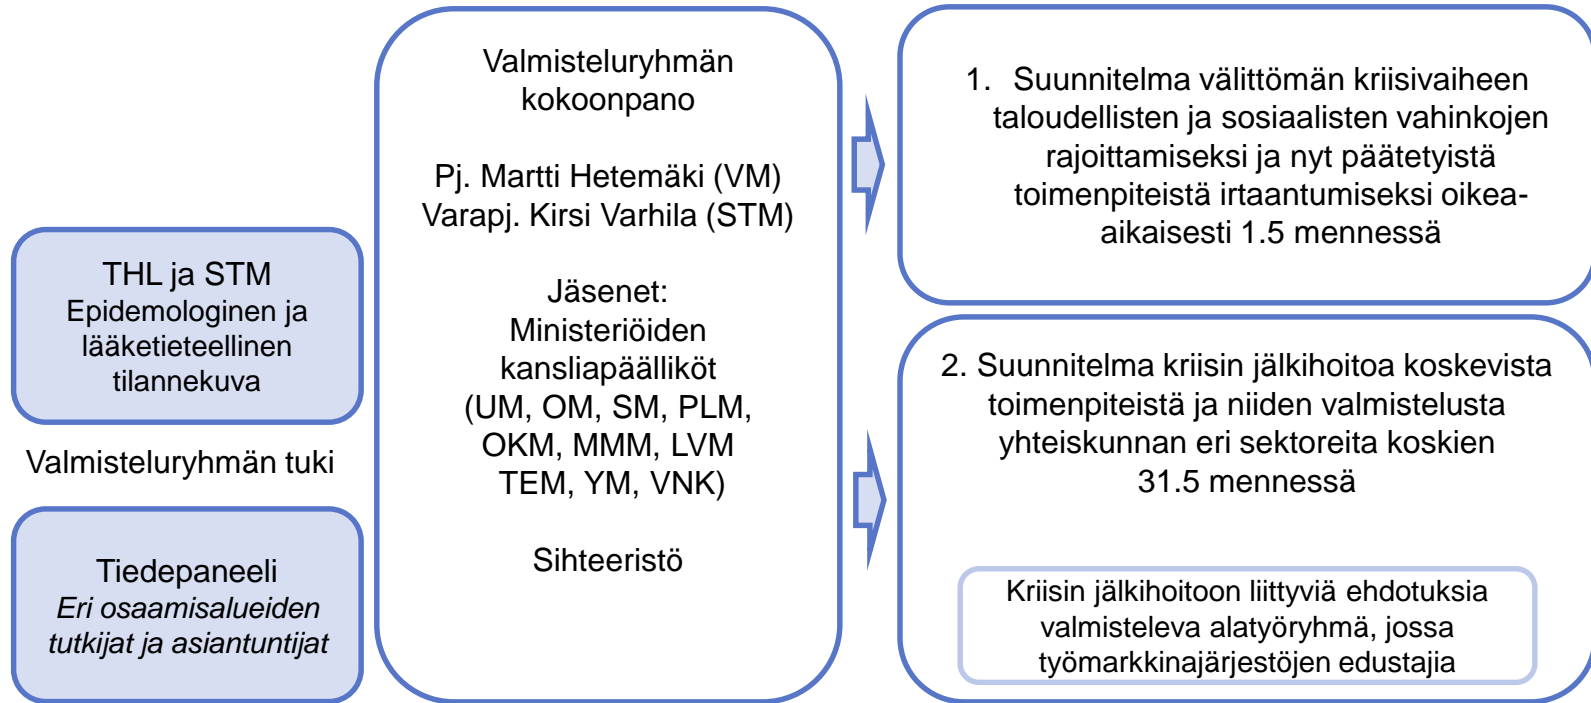 THL ja STM
Epidemologinen ja
lääketieteellinen
tilannekuva
Valmisteluryhmän tuki
Tiedepaneeli
Eri osaamisalueiden
tutkijat ja asiantuntijat
Valmisteluryhmän
kokoonpano
Pj. Martti Hetemäki (VM)
Varapj. Kirsi Varhila (STM)
Jäsenet:
Ministeriöiden
kansliapäälliköt
(UM, OM, SM, PLM,
OKM, MMM, LVM
TEM, YM, VNK)
Sihteeristö
1. Suunnitelma välittömän kriisivaiheen
taloudellisten ja sosiaalisten vahinkojen
rajoittamiseksi ja nyt päätetyistä
toimenpiteistä irtaantumiseksi oikea-
aikaisesti 1.5 mennessä
2. Suunnitelma kriisin jälkihoitoa koskevista
toimenpiteistä ja niiden valmistelusta
yhteiskunnan eri sektoreita koskien
31.5 mennessä
Kriisin jälkihoitoon liittyviä ehdotuksia
valmisteleva alatyöryhmä, jossa
työmarkkinajärjestöjen edustajia